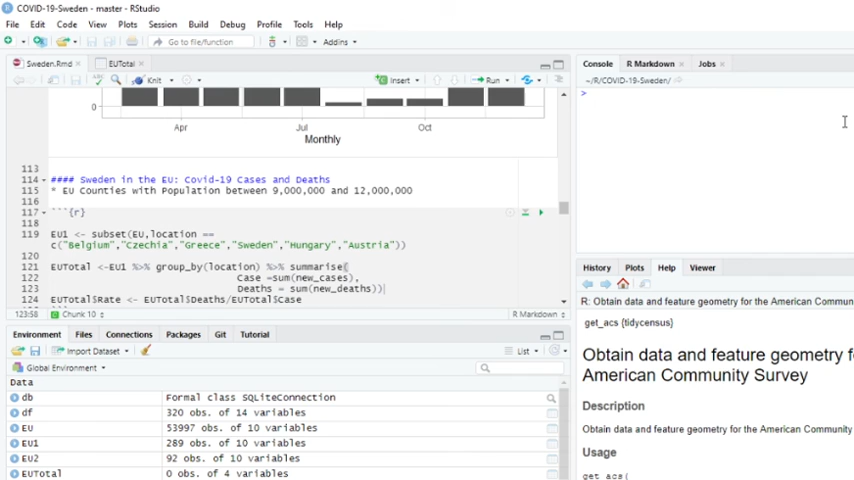 COVID-19-Sweden - master - RStudio
File Edit Code View Plots Session Build Debug Profile Tools Help
Go to file/function Addins
Sweden.Rmd EUTotal
Knit Insert Run
0
Apr Jul Oct
Monthly
113
114 #### Sweden in the EU: Covid-19 Cases and Deaths
115 * EU Counties with Population between 9,000,000 and 12,000,000
116
117 ```{r}
118
119 EU1 <- subset(EU,location ==
c("Belgium","Czechia","Greece","Sweden","Hungary","Austria"))
120
121 EUTotal <-EU1 %>% group_by(location) %>% summarise(
122 Case =sum(new_cases),
123 Deaths = sum(new_deaths))
124 EUTotal$Rate <- EUTotal$Deaths/EUTotal$Case
123:58 Chunk 10 R Markdown
Environment Files Connections Packages Git Tutorial
Import Dataset List
Global Environment
Data
db Formal class SQLiteConnection
df 320 obs. of 14 variables
EU 53997 obs. of 10 variables
EU1 289 obs. of 10 variables
EU2 92 obs. of 10 variables
EUTotal 0 obs. of 4 variables
Console R Markdown Jobs
~/R/COVID-19-Sweden/
>
History Plots Help Viewer
R: Obtain data and feature geometry for the American Commun
get_acs {tidycensus}
Obtain data and feature geometry fo
American Community Survey
Description
Obtain data and feature geometry for the American Community
Usage
get_acs(